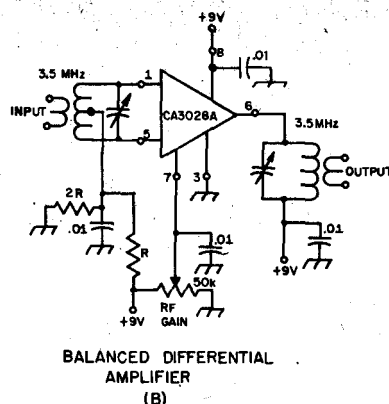 +9V
8
.01
3.5 MHz
1
INPUT
CA3028A
6
3.5MHz
5
OUTPUT
7
3
2R
.01
R
.01
.01
+9V
50k
+9V
RF
GAIN
BALANCED DIFFERENTIAL
AMPLIFIER
(B)